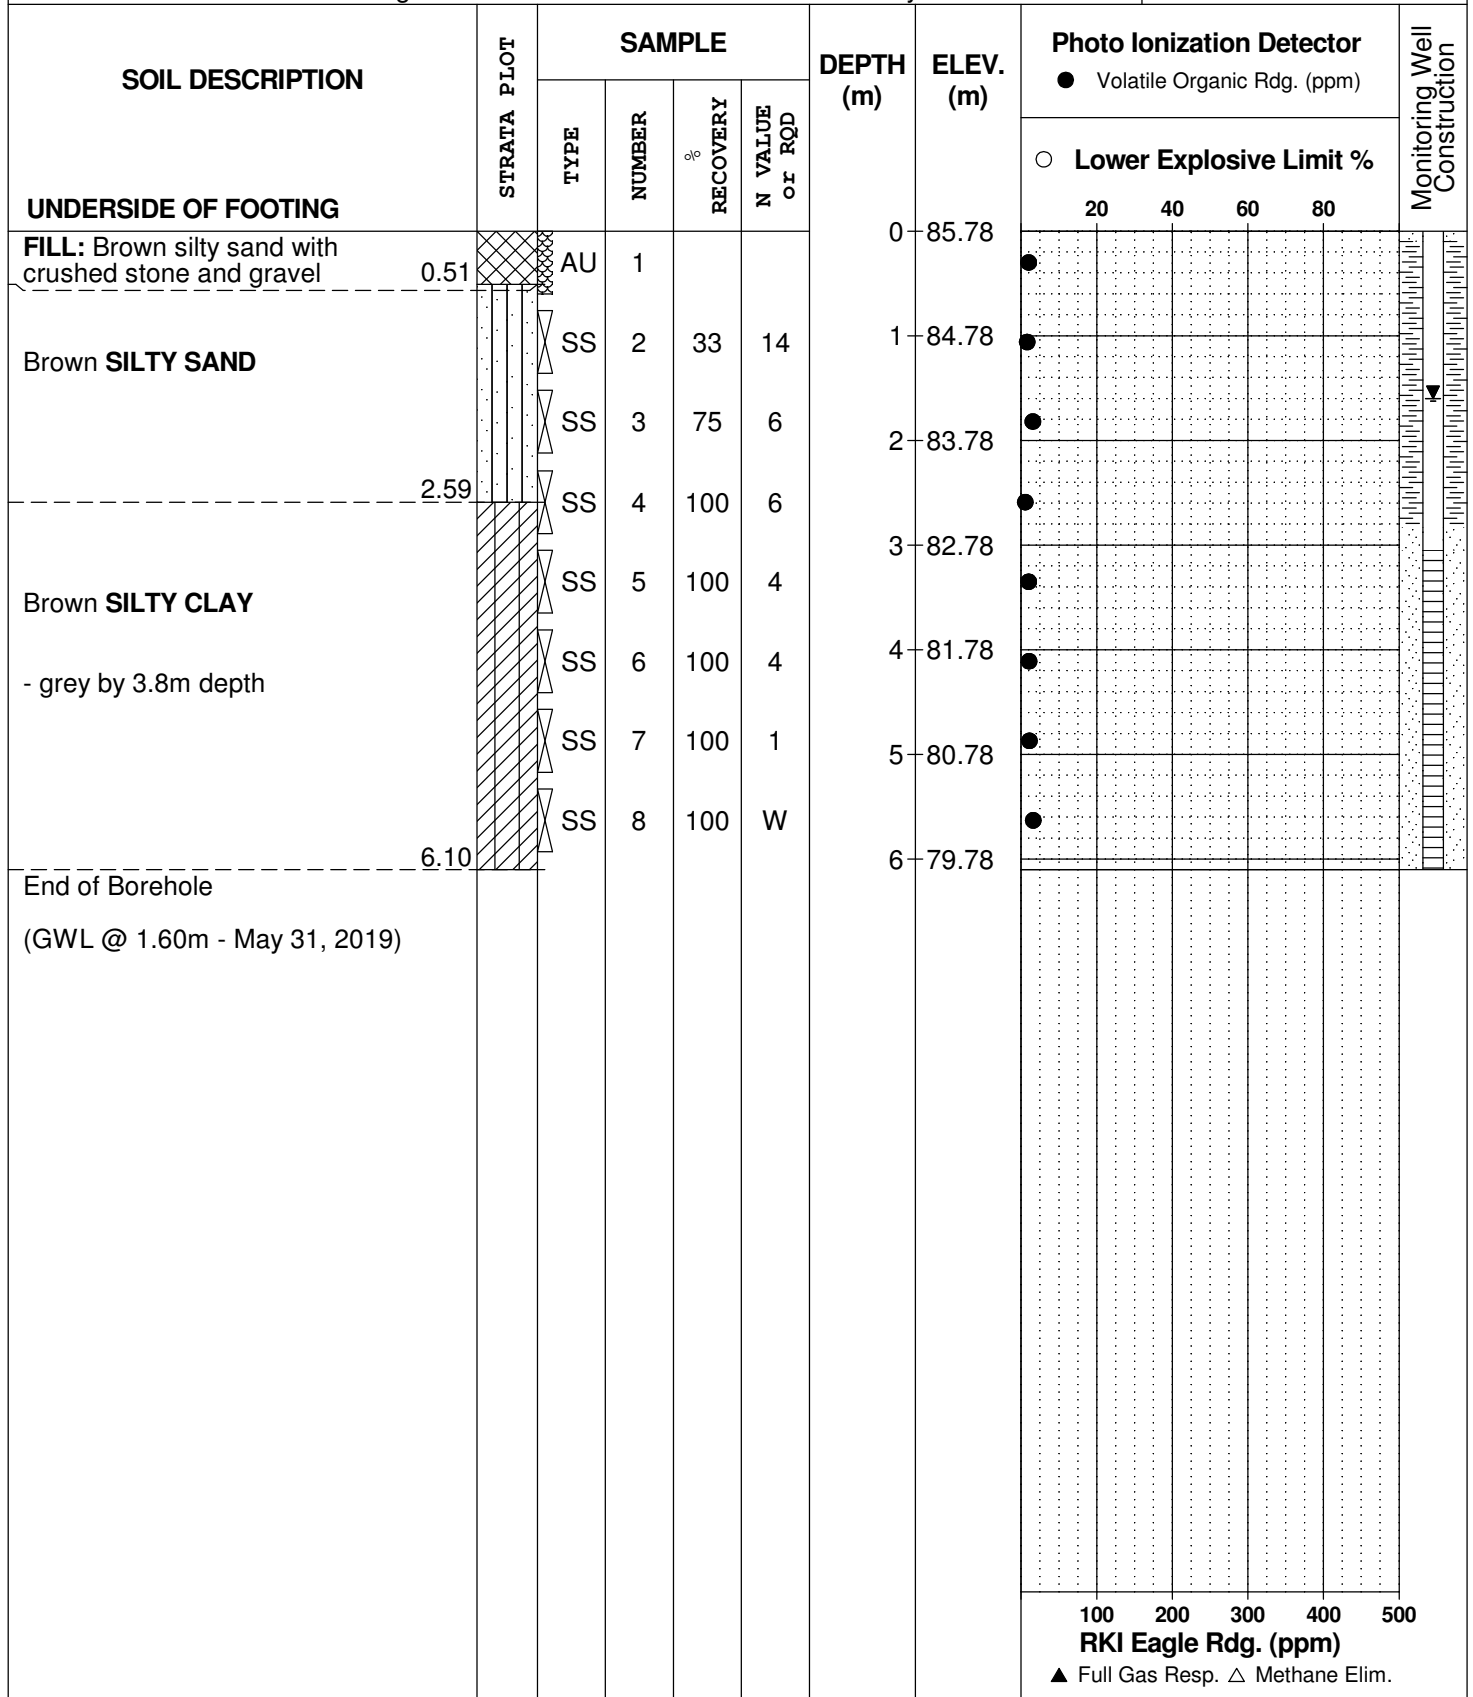 SOIL DESCRIPTION
UNDERSIDE OF FOOTING
STRATA PLOT
SAMPLE
TYPE
NUMBER
%
RECOVERY
N VALUE
or RQD
DEPTH
(m)
ELEV.
(m)
Photo Ionization Detector
● Volatile Organic Rdg. (ppm)
○ Lower Explosive Limit %
20 40 60 80
Monitoring Well
Construction
0 85.78
FILL: Brown silty sand with
crushed stone and gravel 0.51
AU 1
Brown SILTY SAND
SS 2 33 14
1 84.78
SS 3 75 6
2 83.78
2.59
SS 4 100 6
3 82.78
Brown SILTY CLAY
SS 5 100 4
- grey by 3.8m depth
SS 6 100 4
4 81.78
SS 7 100 1
5 80.78
SS 8 100 W
6.10
6 79.78
End of Borehole
(GWL @ 1.60m - May 31, 2019)
100 200 300 400 500
RKI Eagle Rdg. (ppm)
▲ Full Gas Resp. △ Methane Elim.